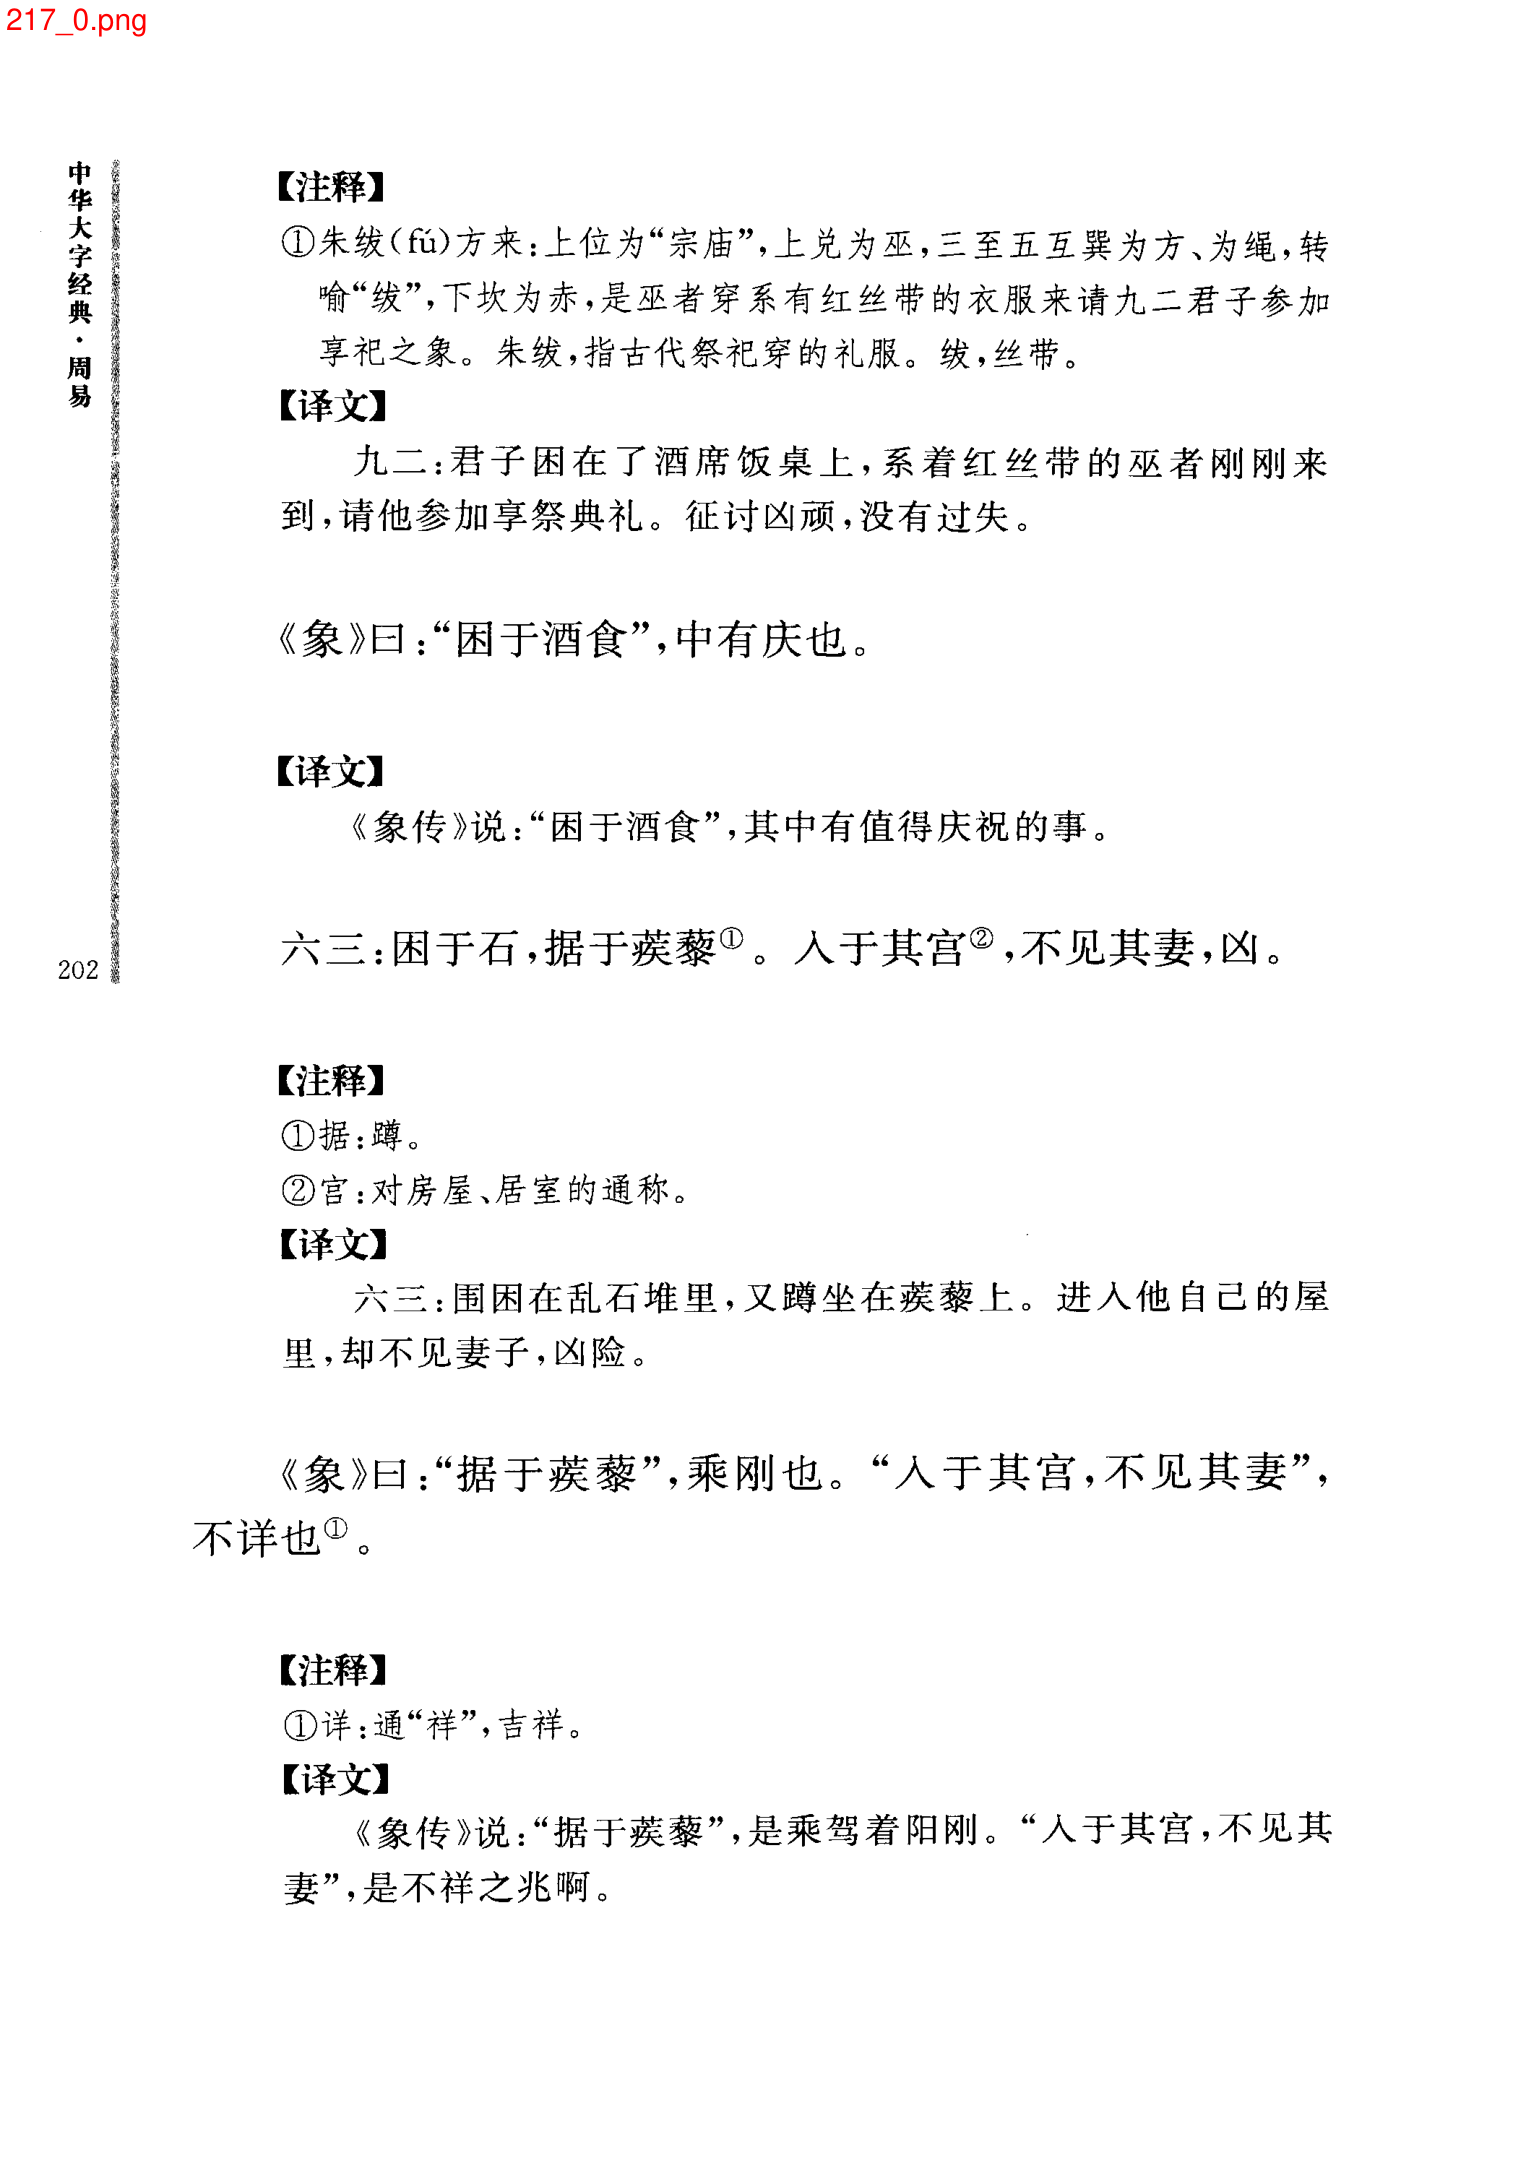 217_0.png
中华大字经典·周易
202
【注释】
①朱绂(fú)方来:上位为“宗庙”,上兑为巫,三至五互巽为方、为绳,转
喻“绂”,下坎为赤,是巫者穿系有红丝带的衣服来请九二君子参加
享祀之象。朱绂,指古代祭祀穿的礼服。绂,丝带。
【译文】
九二:君子困在了酒席饭桌上,系着红丝带的巫者刚刚来
到,请他参加享祭典礼。征讨凶顽,没有过失。
《象》曰:“困于酒食”,中有庆也。
【译文】
《象传》说:“困于酒食”,其中有值得庆祝的事。
六三:困于石,据于蒺藜①。入于其宫②,不见其妻,凶。
【注释】
①据:蹲。
②宫:对房屋、居室的通称。
【译文】
六三:围困在乱石堆里,又蹲坐在蒺藜上。进入他自己的屋
里,却不见妻子,凶险。
《象》曰:“据于蒺藜”,乘刚也。“入于其宫,不见其妻”,
不详也①。
【注释】
①详:通“祥”,吉祥。
【译文】
《象传》说:“据于蒺藜”,是乘驾着阳刚。“入于其宫,不见其
妻”,是不祥之兆啊。